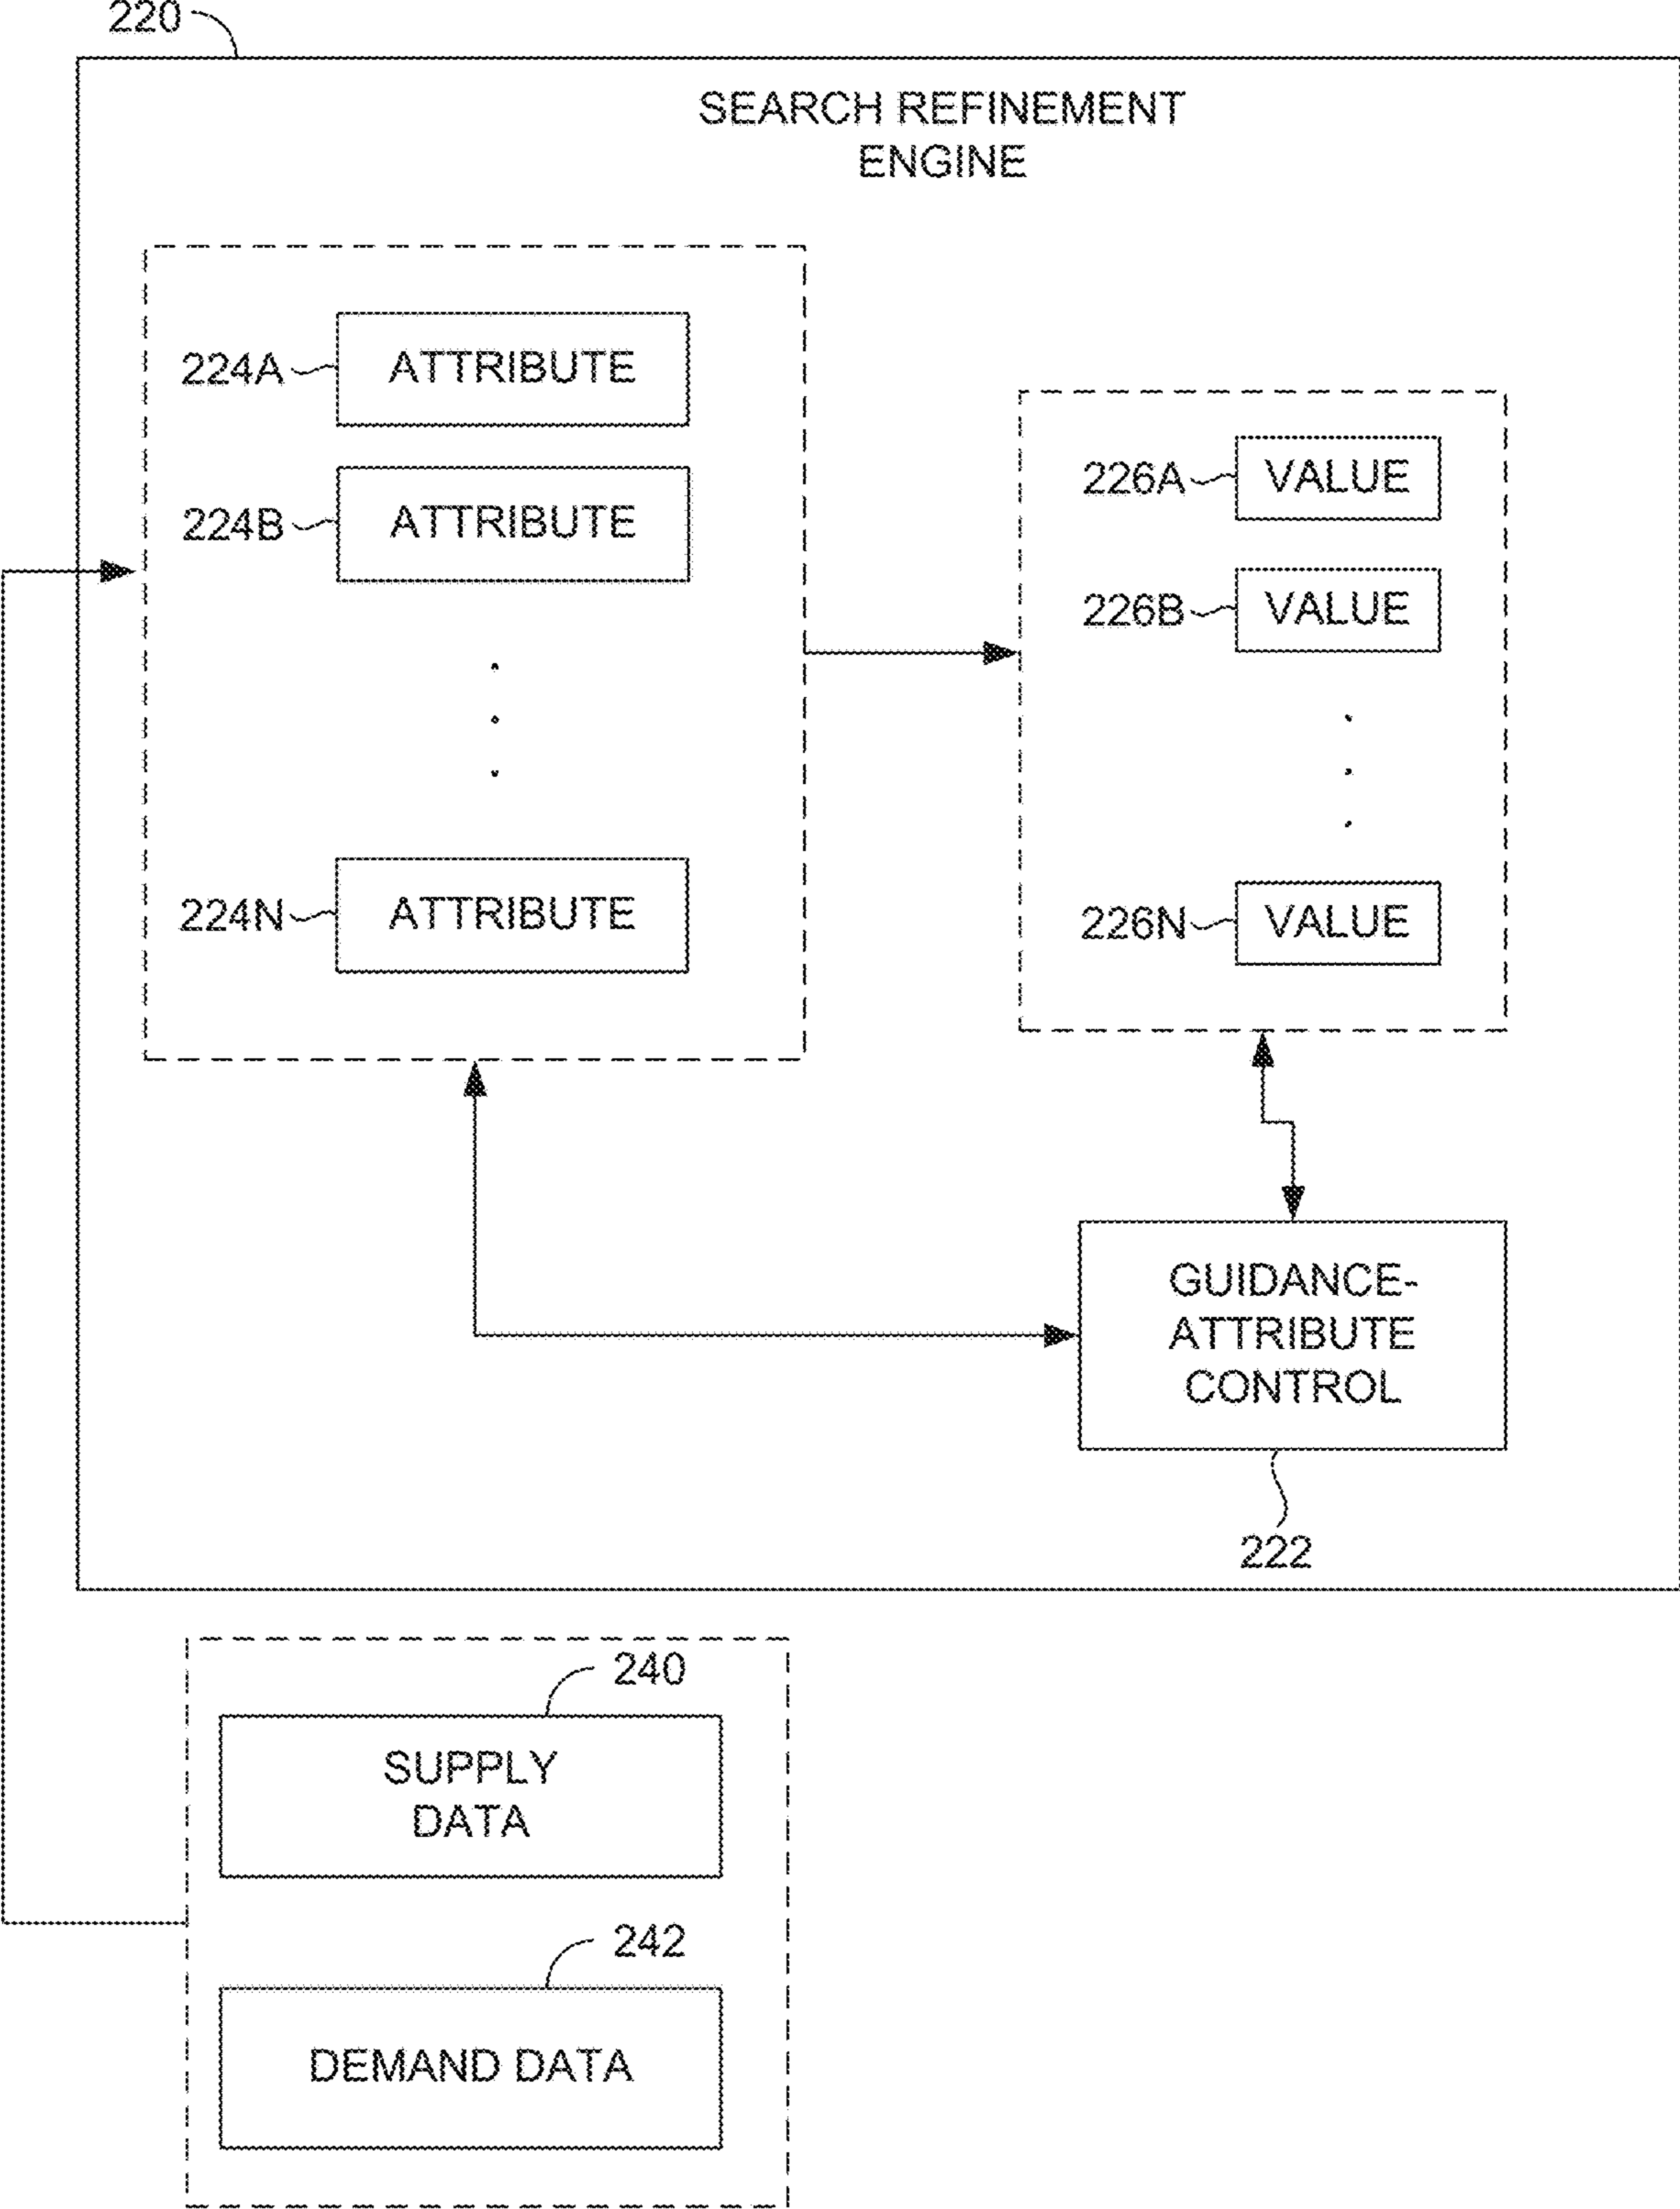 220
SEARCH REFINEMENT
ENGINE
224A ATTRIBUTE
224B ATTRIBUTE
224N ATTRIBUTE
226A VALUE
226B VALUE
226N VALUE
GUIDANCE-
ATTRIBUTE
CONTROL
222
240
SUPPLY
DATA
242
DEMAND DATA